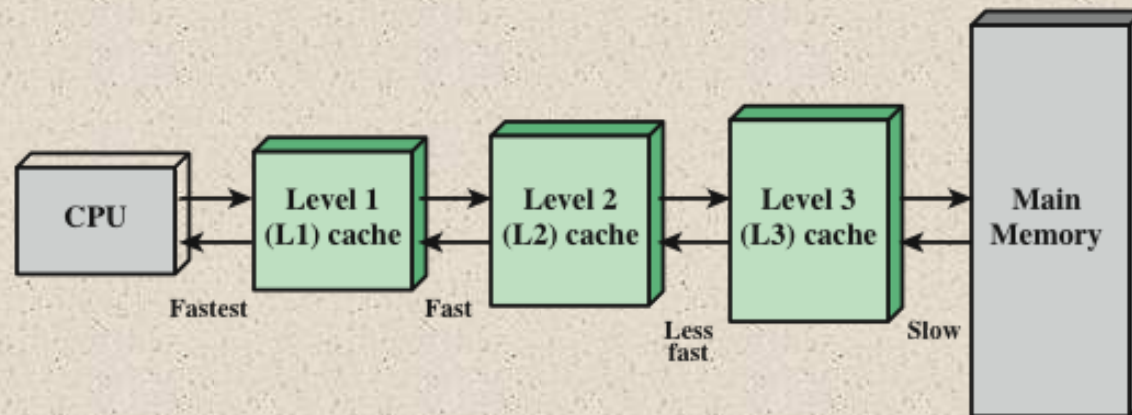 CPU
Level 1
(L1) cache
Level 2
(L2) cache
Level 3
(L3) cache
Main
Memory
Fastest
Fast
Less
fast
Slow